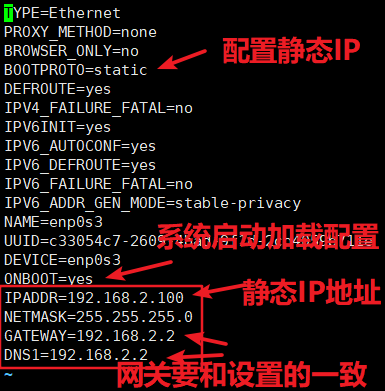 TYPE=Ethernet
PROXY_METHOD=none
BROWSER_ONLY=no
BOOTPROTO=static
配置静态IP
DEFROUTE=yes
IPV4_FAILURE_FATAL=no
IPV6INIT=yes
IPV6_AUTOCONF=yes
IPV6_DEFROUTE=yes
IPV6_FAILURE_FATAL=no
IPV6_ADDR_GEN_MODE=stable-privacy
NAME=enp0s3
系统启动加载配置
UUID=c33054c7-2609
DEVICE=enp0s3
ONBOOT=yes
IPADDR=192.168.2.100
静态IP地址
NETMASK=255.255.255.0
GATEWAY=192.168.2.2
DNS1=192.168.2.2
网关要和设置的一致
~